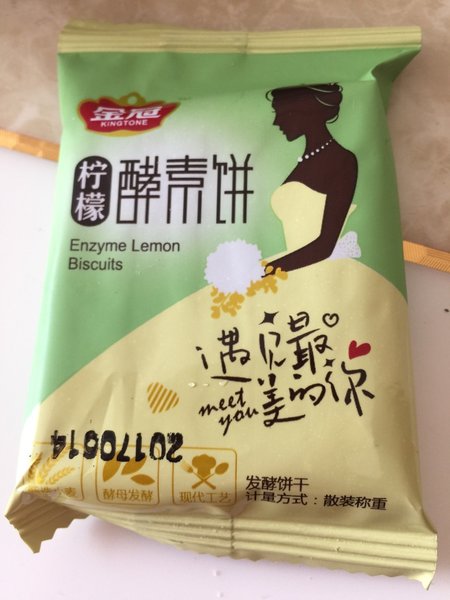 金冠
KINGTONE
柠檬
酵素饼
Enzyme Lemon
Biscuits
遇见最
美的你
meet
you
20170614
酵母发酵
现代工艺
发酵饼干
计量方式：散装称重